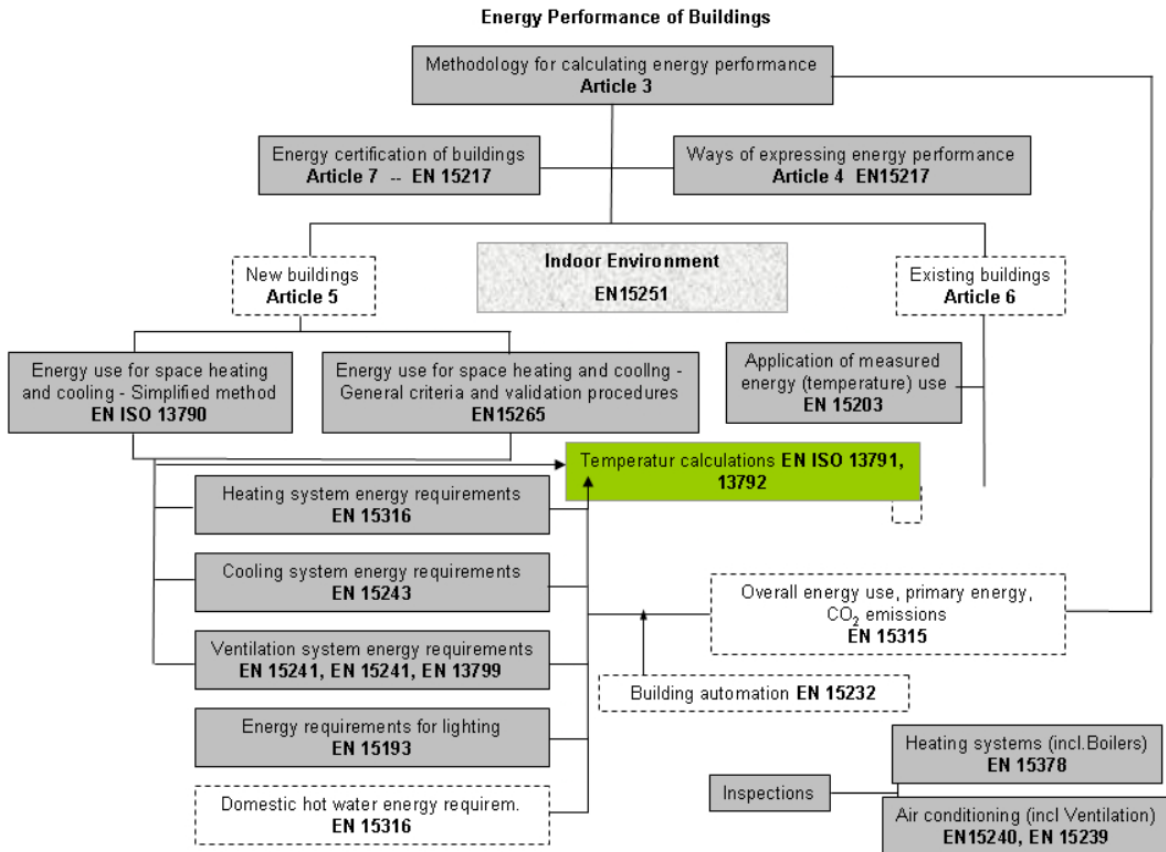 Energy Performance of Buildings
Methodology for calculating energy performance
Article 3
Energy certification of buildings
Article 7 -- EN 15217
Ways of expressing energy performance
Article 4 EN15217
New buildings
Article 5
Indoor Environment
EN15251
Existing buildings
Article 6
Energy use for space heating
and cooling - Simplified method
EN ISO 13790
Energy use for space heating and coollng -
General criteria and validation procedures
EN15265
Application of measured
energy (temperature) use
EN 15203
Temperatur calculations EN ISO 13791,
13792
Heating system energy requirements
EN 15316
Cooling system energy requirements
EN 15243
Overall energy use, primary energy,
CO2 emissions
EN 15315
Ventilation system energy requirements
EN 15241, EN 15241, EN 13799
Building automation EN 15232
Energy requirements for lighting
EN 15193
Heating systems (incl.Boilers)
EN 15378
Inspections
Domestic hot water energy requirem.
EN 15316
Air conditioning (incl Ventilation)
EN15240, EN 15239